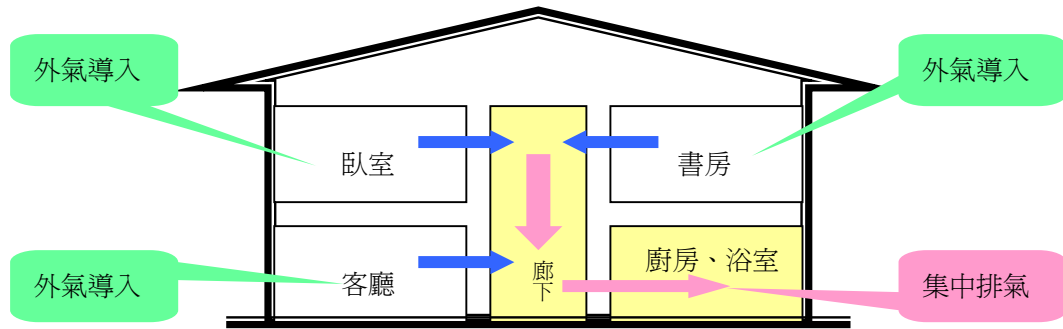 外氣導入
外氣導入
臥室
書房
外氣導入
客廳
廊下
廚房、浴室
集中排氣